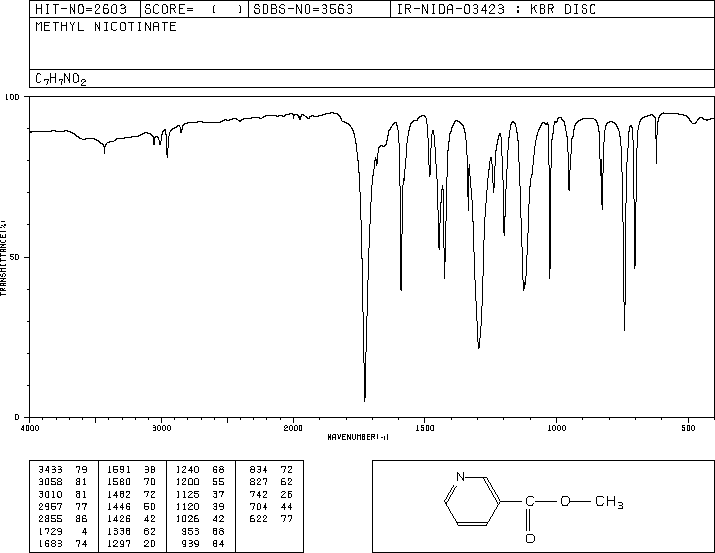 HIT-NO=2603 SCORE= ( ) SDBS-NO=3563 IR-NIDA-03423 : KBR DISC
METHYL NICOTINATE
C₇H₇NO₂
100
50
0
TRANSMITTANCE(%)
4000 3000 2000 1500 1000 500
WAVENUMBER(-1)
3433 79 1591 38 1240 68 834 72
3058 81 1580 70 1200 55 827 62
3010 81 1482 72 1125 37 742 26
2957 77 1446 50 1120 39 704 44
2855 86 1426 42 1026 42 622 77
1729 4 1338 62 953 68
1683 74 1297 20 939 84
N
C O CH₃
O